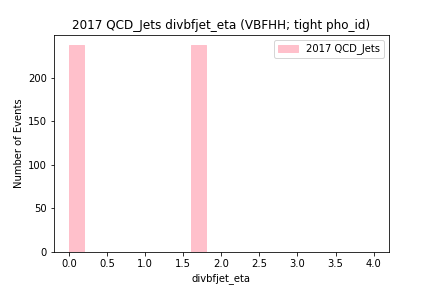 2017 QCD_Jets divbfjet_eta (VBFHH; tight pho_id)
2017 QCD_Jets
Number of Events
200
150
100
50
0
0.0 0.5 1.0 1.5 2.0 2.5 3.0 3.5 4.0
divbfjet_eta